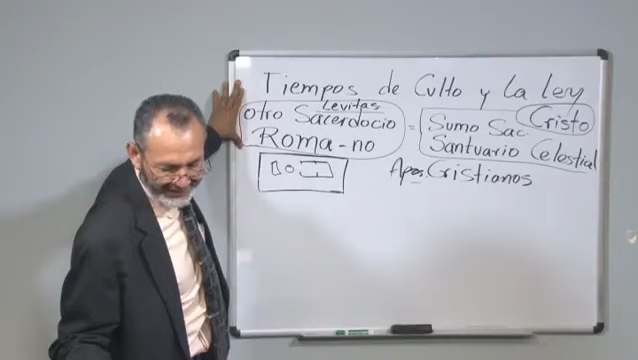 Tiempos de Culto y La Ley
Levitas
otro Sacerdocio
Roma-no
= Sumo Sac. Cristo
Santuario Celestial
Apos. Cristianos